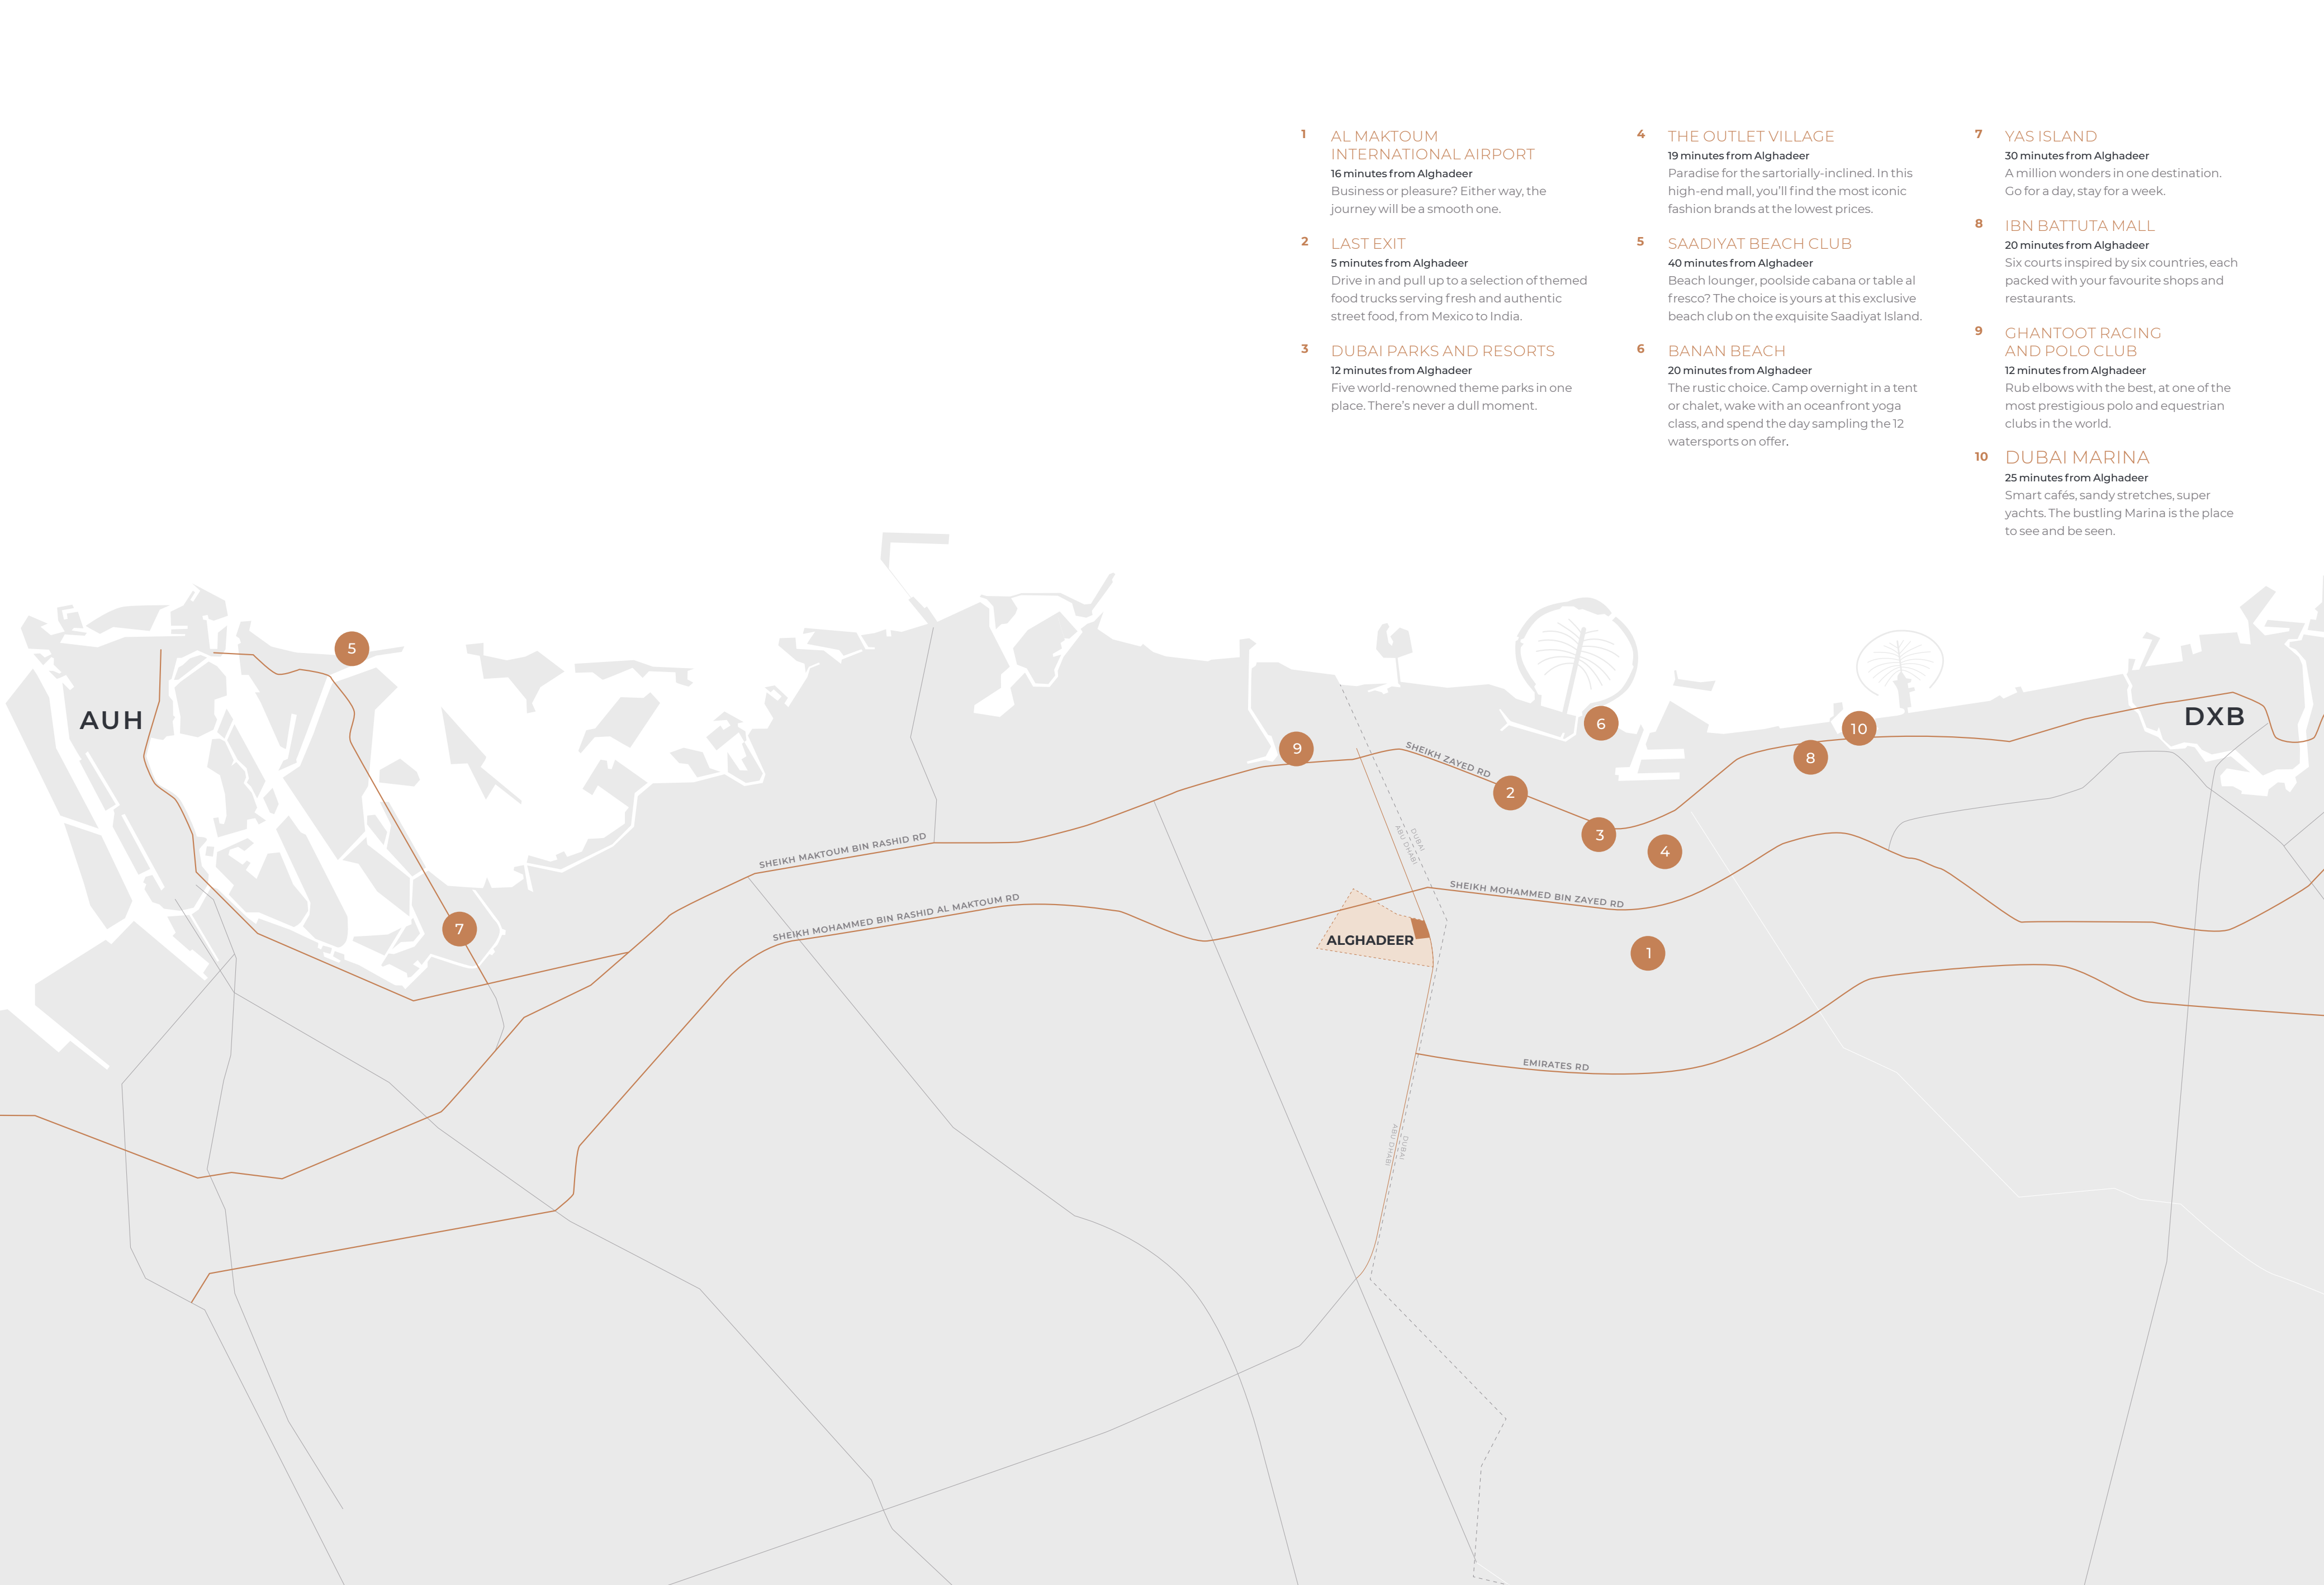 1
AL MAKTOUM
INTERNATIONAL AIRPORT
16 minutes from Alghadeer
Business or pleasure? Either way, the
journey will be a smooth one.
2
LAST EXIT
5 minutes from Alghadeer
Drive in and pull up to a selection of themed
food trucks serving fresh and authentic
street food, from Mexico to India.
3
DUBAI PARKS AND RESORTS
12 minutes from Alghadeer
Five world-renowned theme parks in one
place. There’s never a dull moment.
4
THE OUTLET VILLAGE
19 minutes from Alghadeer
Paradise for the sartorially-inclined. In this
high-end mall, you’ll find the most iconic
fashion brands at the lowest prices.
5
SAADIYAT BEACH CLUB
40 minutes from Alghadeer
Beach lounger, poolside cabana or table al
fresco? The choice is yours at this exclusive
beach club on the exquisite Saadiyat Island.
6
BANAN BEACH
20 minutes from Alghadeer
The rustic choice. Camp overnight in a tent
or chalet, wake with an oceanfront yoga
class, and spend the day sampling the 12
watersports on offer.
7
YAS ISLAND
30 minutes from Alghadeer
A million wonders in one destination.
Go for a day, stay for a week.
8
IBN BATTUTA MALL
20 minutes from Alghadeer
Six courts inspired by six countries, each
packed with your favourite shops and
restaurants.
9
GHANTOOT RACING
AND POLO CLUB
12 minutes from Alghadeer
Rub elbows with the best, at one of the
most prestigious polo and equestrian
clubs in the world.
10
DUBAI MARINA
25 minutes from Alghadeer
Smart cafés, sandy stretches, super
yachts. The bustling Marina is the place
to see and be seen.
5
AUH
DXB
6
10
9
8
SHEIKH ZAYED RD
2
3
4
DUBAI
ABU DHABI
SHEIKH MAKTOUM BIN RASHID RD
SHEIKH MOHAMMED BIN RASHID AL MAKTOUM RD
SHEIKH MOHAMMED BIN ZAYED RD
7
ALGHADEER
1
EMIRATES RD
ABU DHABI
DUBAI